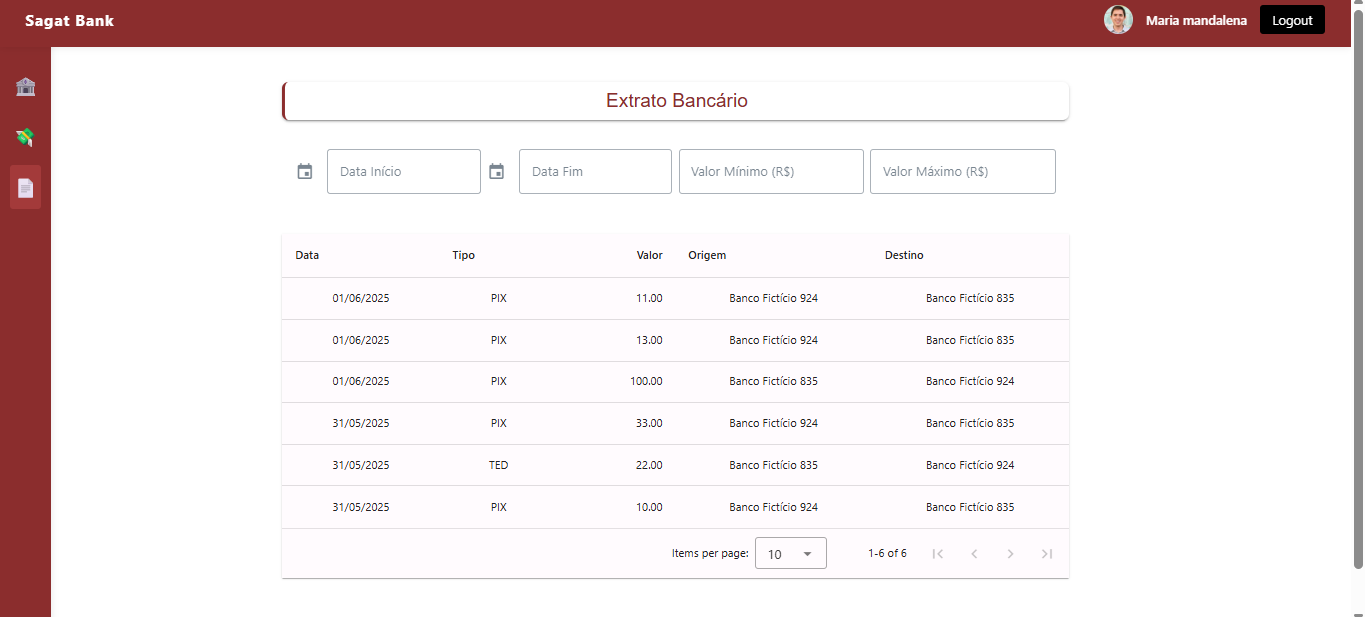 Sagat Bank
Maria mandalena
Logout
Extrato Bancário
Data Início
Data Fim
Valor Mínimo (R$)
Valor Máximo (R$)
Data Tipo Valor Origem Destino
01/06/2025 PIX 11.00 Banco Fictício 924 Banco Fictício 835
01/06/2025 PIX 13.00 Banco Fictício 924 Banco Fictício 835
01/06/2025 PIX 100.00 Banco Fictício 835 Banco Fictício 924
31/05/2025 PIX 33.00 Banco Fictício 924 Banco Fictício 835
31/05/2025 TED 22.00 Banco Fictício 835 Banco Fictício 924
31/05/2025 PIX 10.00 Banco Fictício 924 Banco Fictício 835
Items per page: 10 1-6 of 6